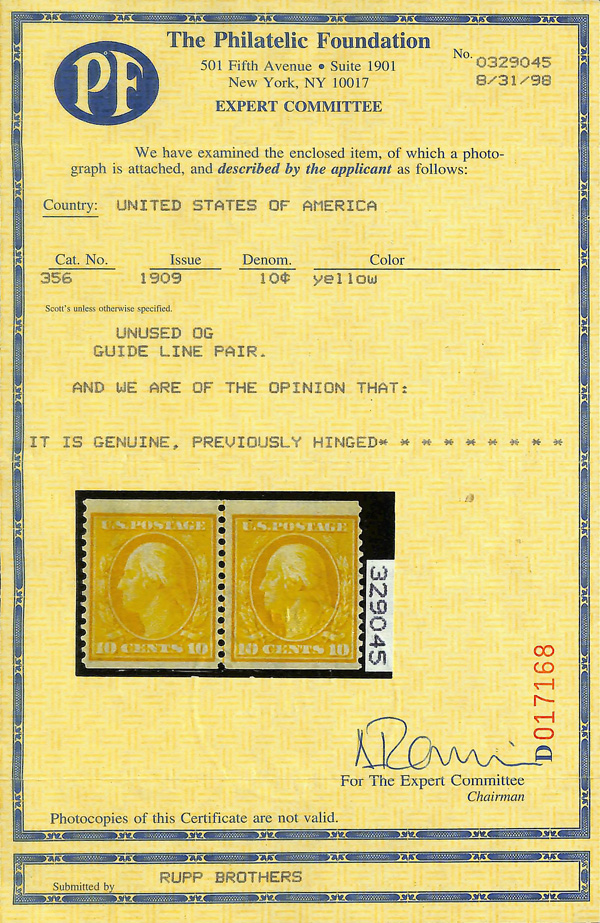 PF
The Philatelic Foundation
501 Fifth Avenue • Suite 1901
New York, NY 10017
EXPERT COMMITTEE
No. 0329045
8/31/98
We have examined the enclosed item, of which a photo-
graph is attached, and described by the applicant as follows:
Country: UNITED STATES OF AMERICA
Cat. No. Issue Denom. Color
356 1909 10¢ yellow
Scott's unless otherwise specified.
UNUSED OG
GUIDE LINE PAIR.
AND WE ARE OF THE OPINION THAT:
IT IS GENUINE, PREVIOUSLY HINGED* * * * * * * * *
U.S. POSTAGE U.S. POSTAGE
10 CENTS 10 10 CENTS 10
329045
D017168
For The Expert Committee
Chairman
Photocopies of this Certificate are not valid.
Submitted by RUPP BROTHERS